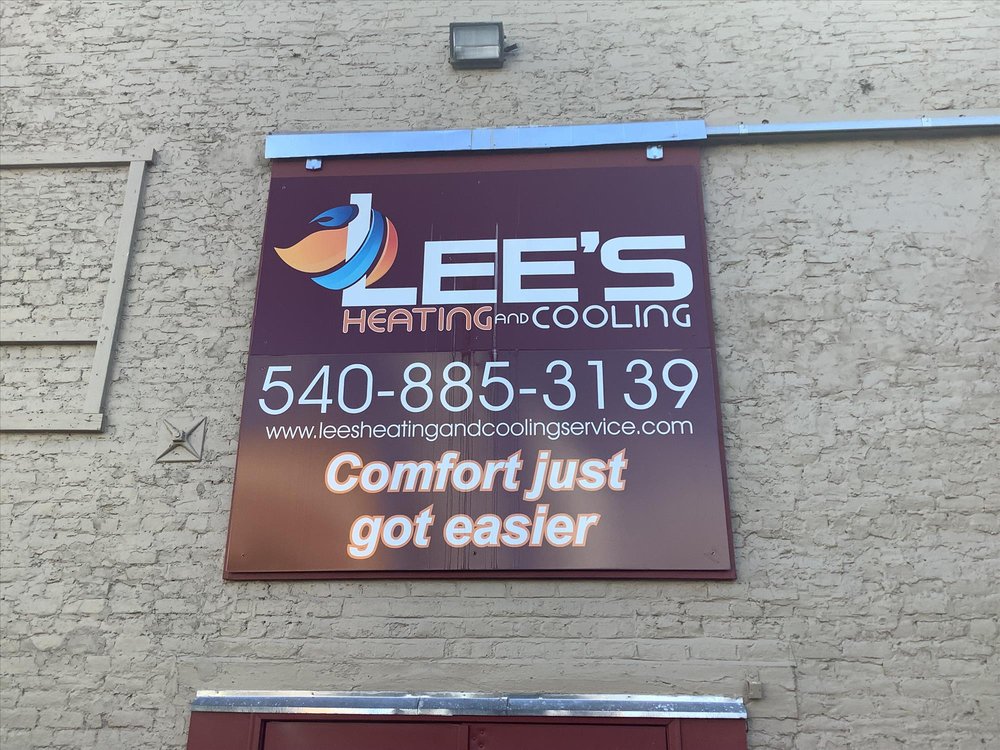 LEE'S
HEATING AND COOLING
540-885-3139
www.leesheatingandcoolingservice.com
Comfort just
got easier